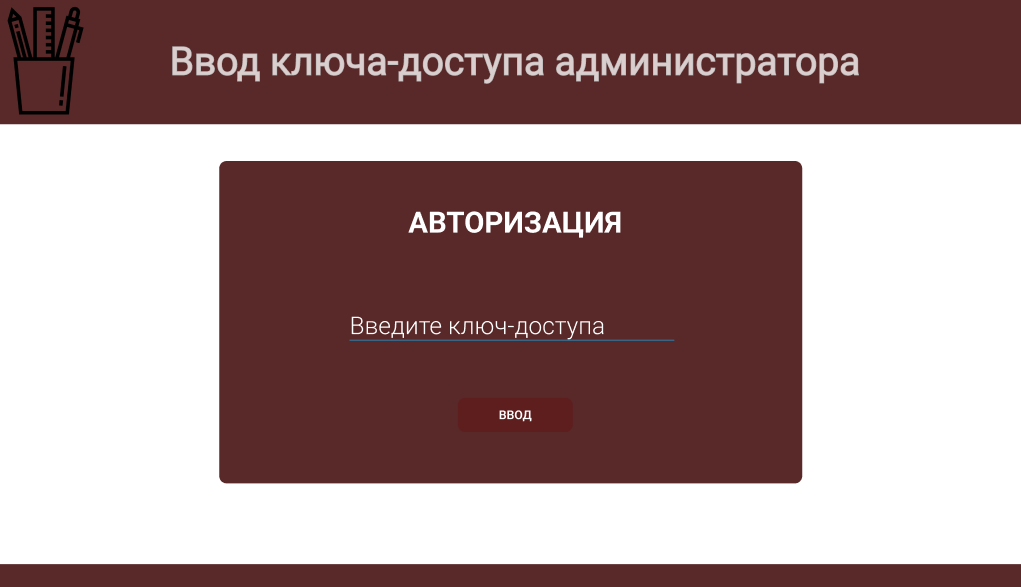 Ввод ключа-доступа администратора
АВТОРИЗАЦИЯ
Введите ключ-доступа
ввод